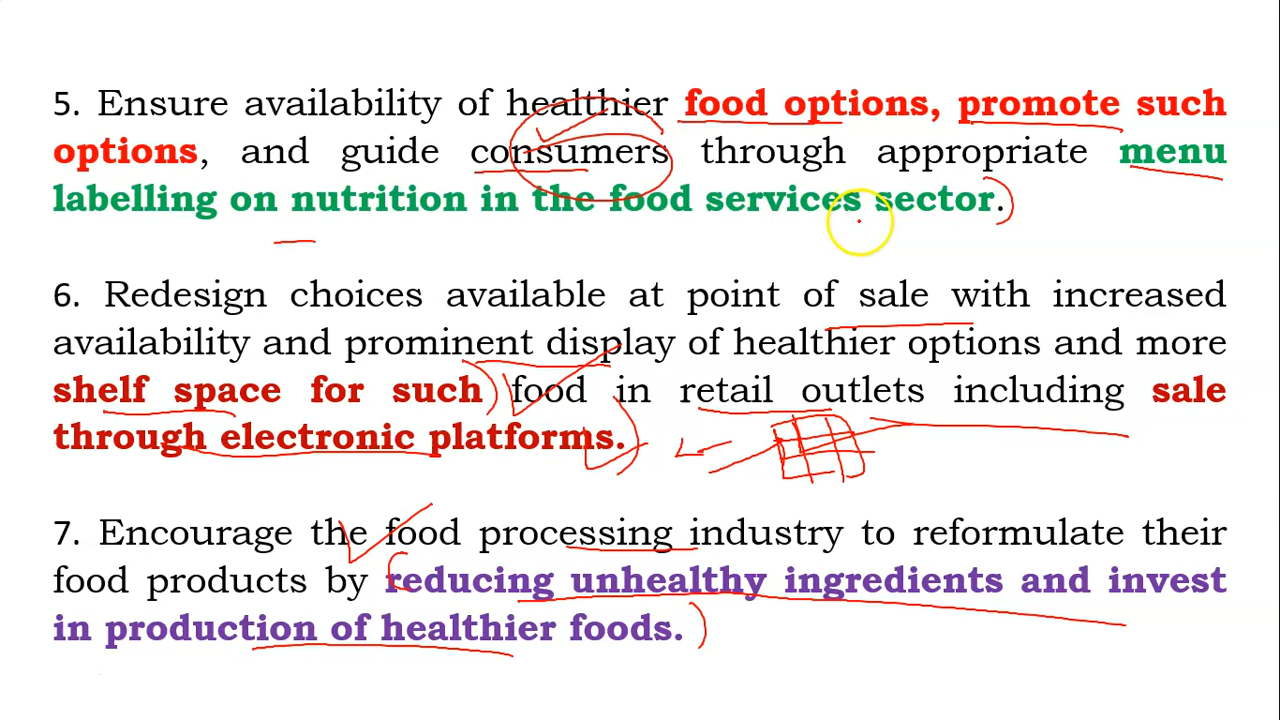 5. Ensure availability of healthier food options, promote such
options, and guide consumers through appropriate menu
labelling on nutrition in the food services sector.
6. Redesign choices available at point of sale with increased
availability and prominent display of healthier options and more
shelf space for such food in retail outlets including sale
through electronic platforms.
7. Encourage the food processing industry to reformulate their
food products by reducing unhealthy ingredients and invest
in production of healthier foods.